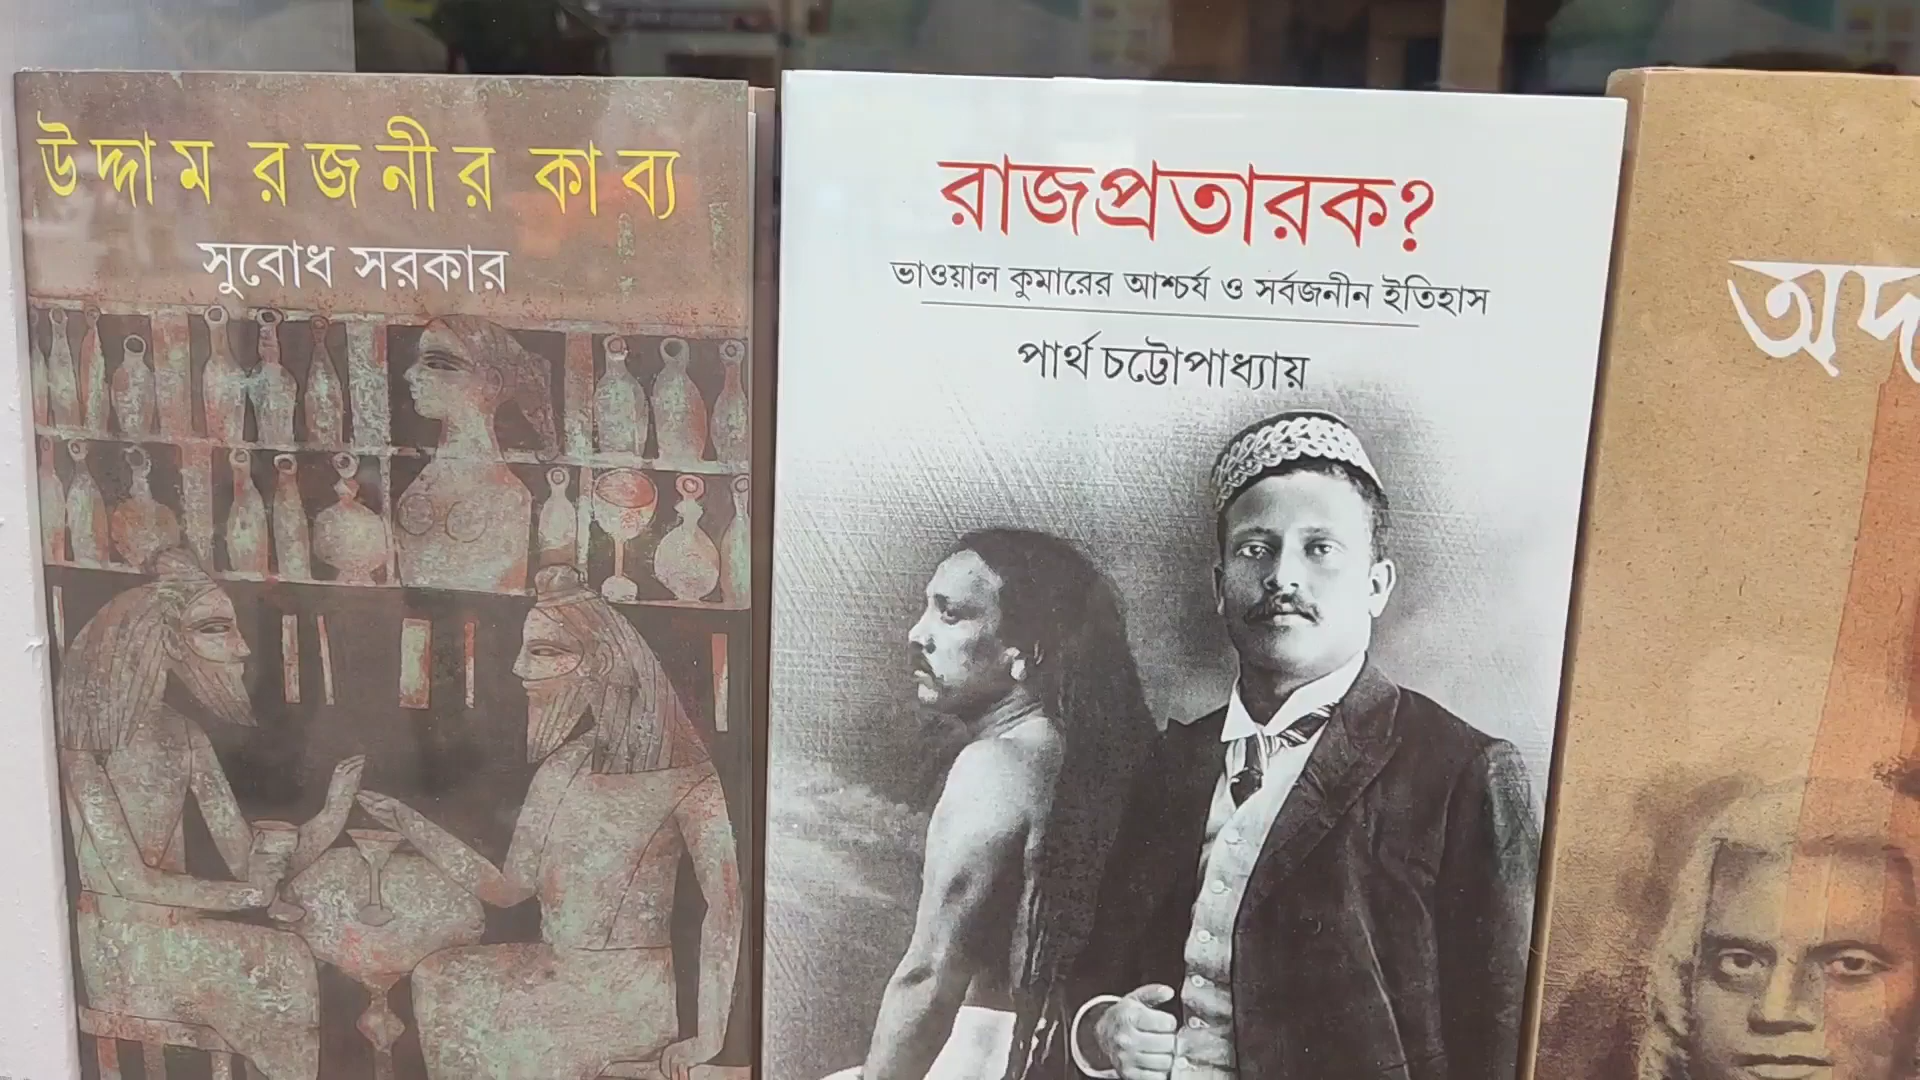 উদ্দাম রজনীর কাব্য
সুবোধ সরকার
রাজপ্রতারক?
ভাওয়াল কুমারের আশ্চর্য ও সর্বজনীন ইতিহাস
পার্থ চট্টোপাধ্যায়